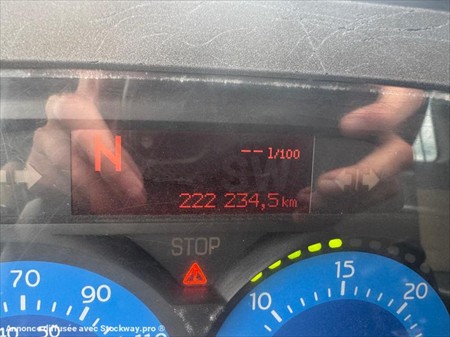 N
-- l/100
222 234,5 km
STOP
70
90
10
15
20
Annonce diffusée avec Stockway.pro ®